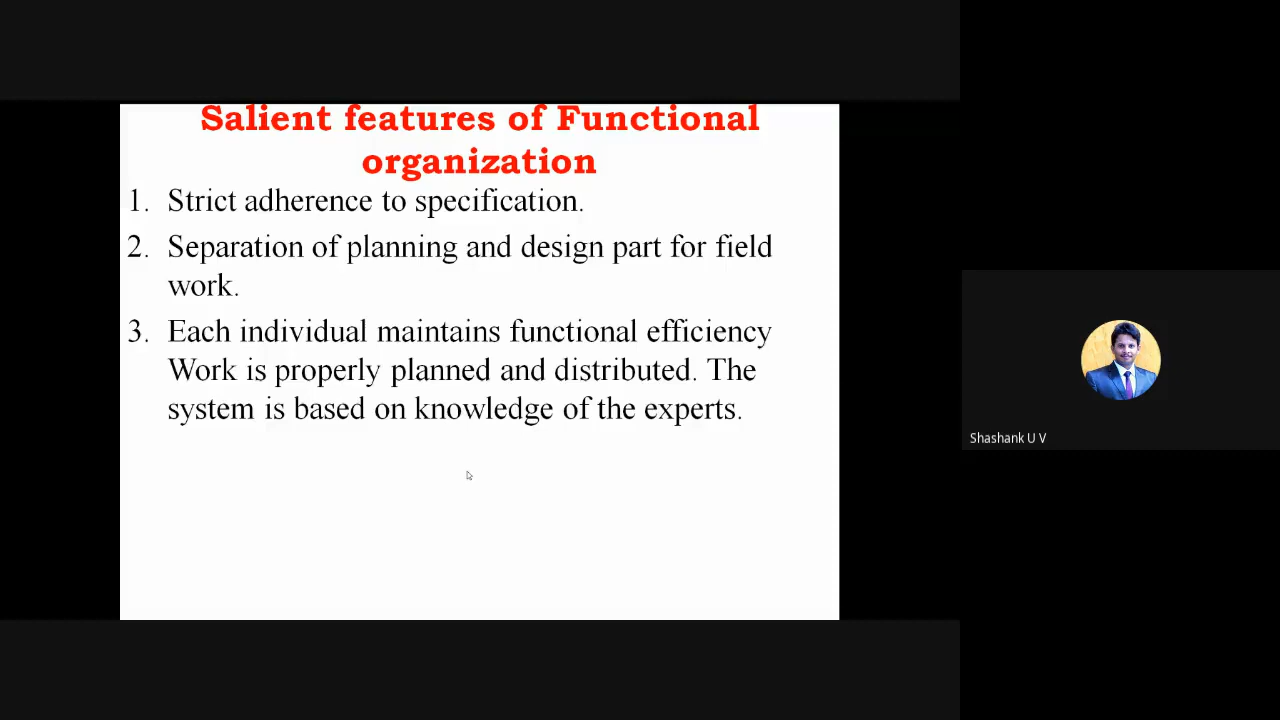 Salient features of Functional
organization
1. Strict adherence to specification.
2. Separation of planning and design part for field
work.
3. Each individual maintains functional efficiency
Work is properly planned and distributed. The
system is based on knowledge of the experts.
Shashank U V